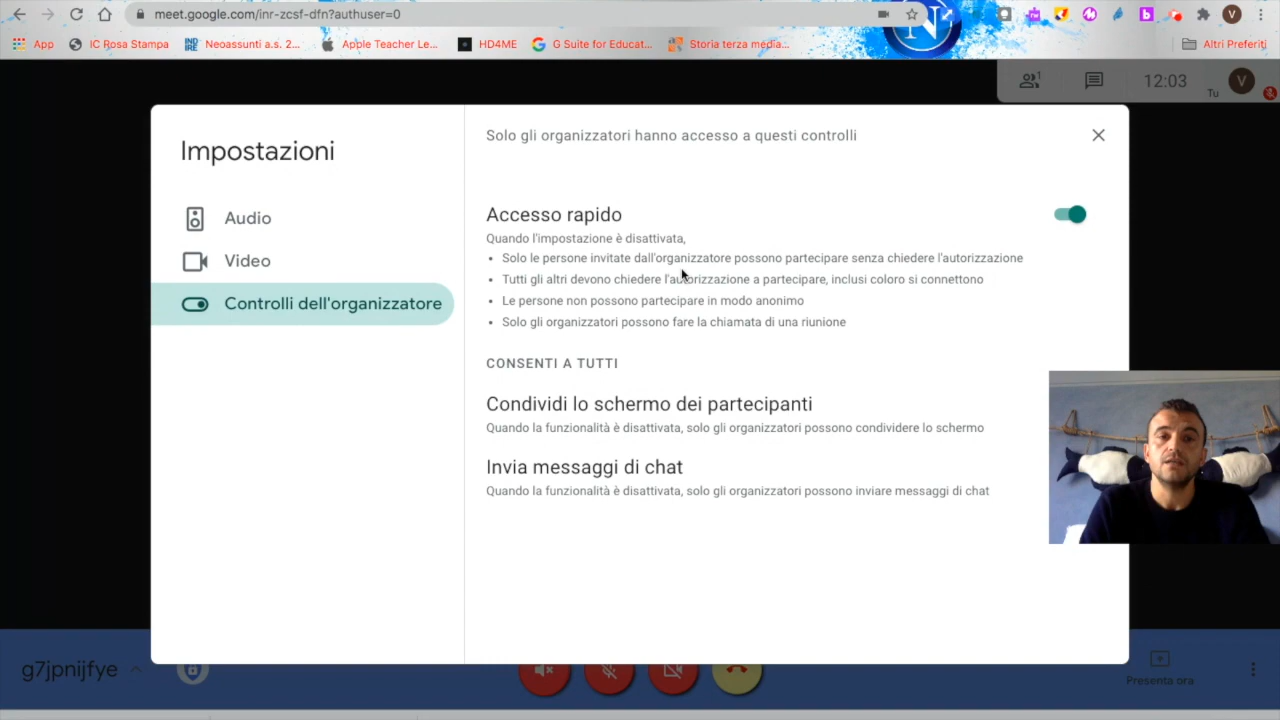 meet.google.com/inr-zcsf-dfn?authuser=0
App
IC Rosa Stampa
Neoassunti a.s. 2...
Apple Teacher Le...
HD4ME
G Suite for Educat...
Storia terza media...
Altri Preferiti
1
12:03
Tu
V
Impostazioni
Audio
Video
Controlli dell'organizzatore
Solo gli organizzatori hanno accesso a questi controlli
Accesso rapido
Quando l'impostazione è disattivata,
• Solo le persone invitate dall'organizzatore possono partecipare senza chiedere l'autorizzazione
• Tutti gli altri devono chiedere l'autorizzazione a partecipare, inclusi coloro si connettono
• Le persone non possono partecipare in modo anonimo
• Solo gli organizzatori possono fare la chiamata di una riunione
CONSENTI A TUTTI
Condividi lo schermo dei partecipanti
Quando la funzionalità è disattivata, solo gli organizzatori possono condividere lo schermo
Invia messaggi di chat
Quando la funzionalità è disattivata, solo gli organizzatori possono inviare messaggi di chat
g7jpnijfye
Presenta ora